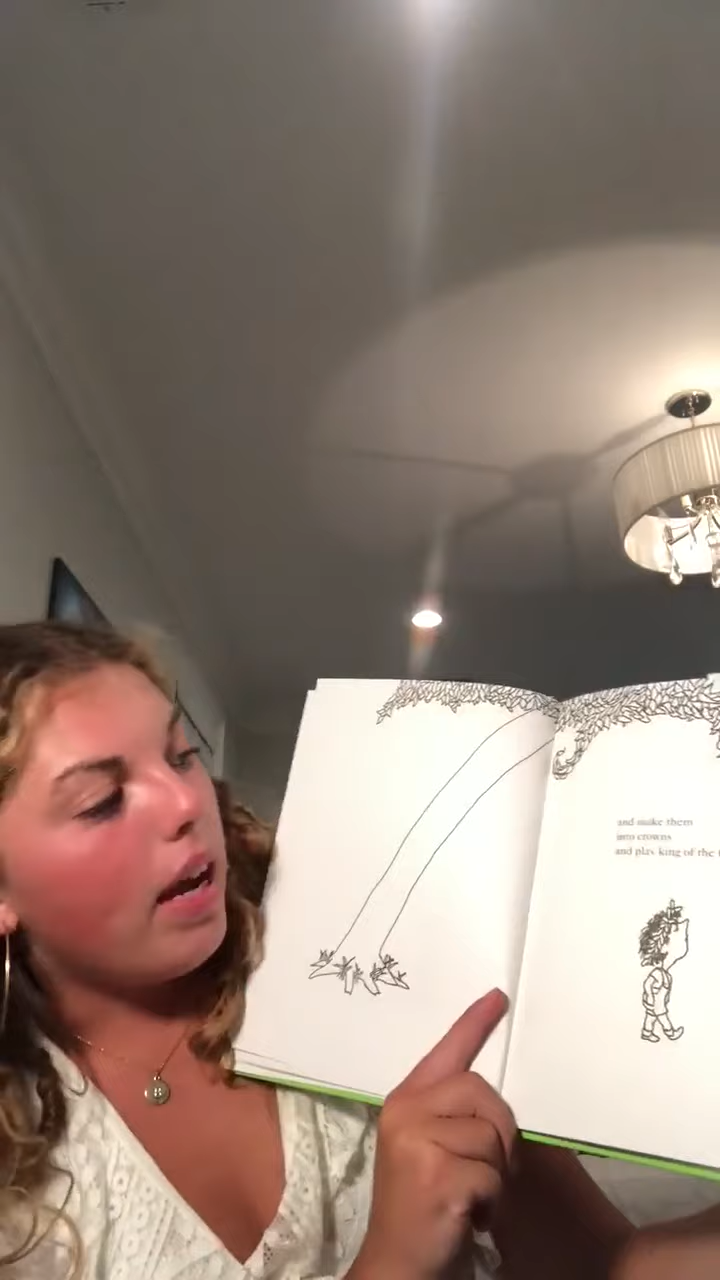 and make them
into crowns
and play king of the